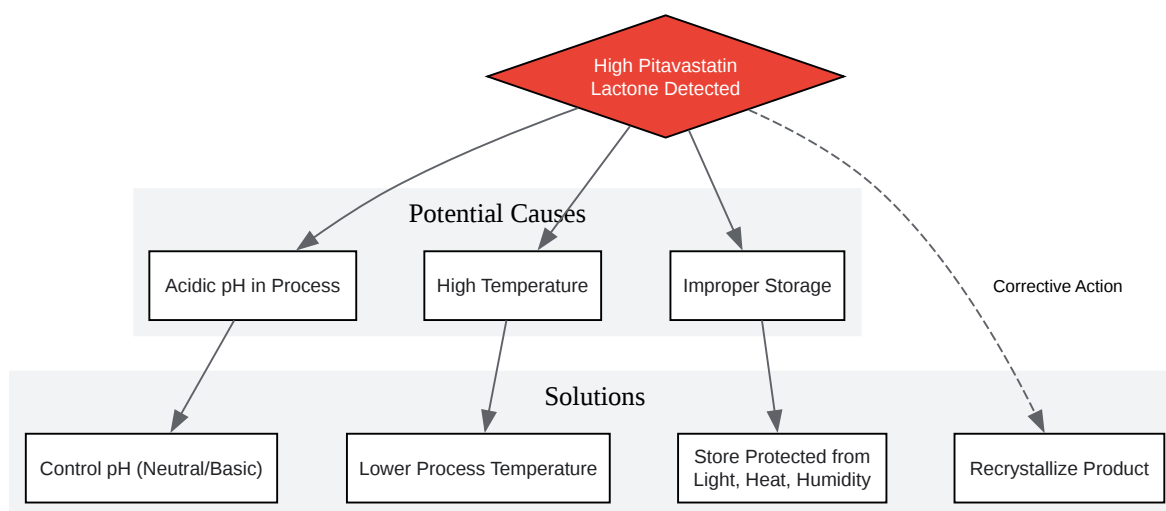 High Pitavastatin
Lactone Detected
Potential Causes
Acidic pH in Process
High Temperature
Improper Storage
Corrective Action
Solutions
Control pH (Neutral/Basic)
Lower Process Temperature
Store Protected from
Light, Heat, Humidity
Recrystallize Product